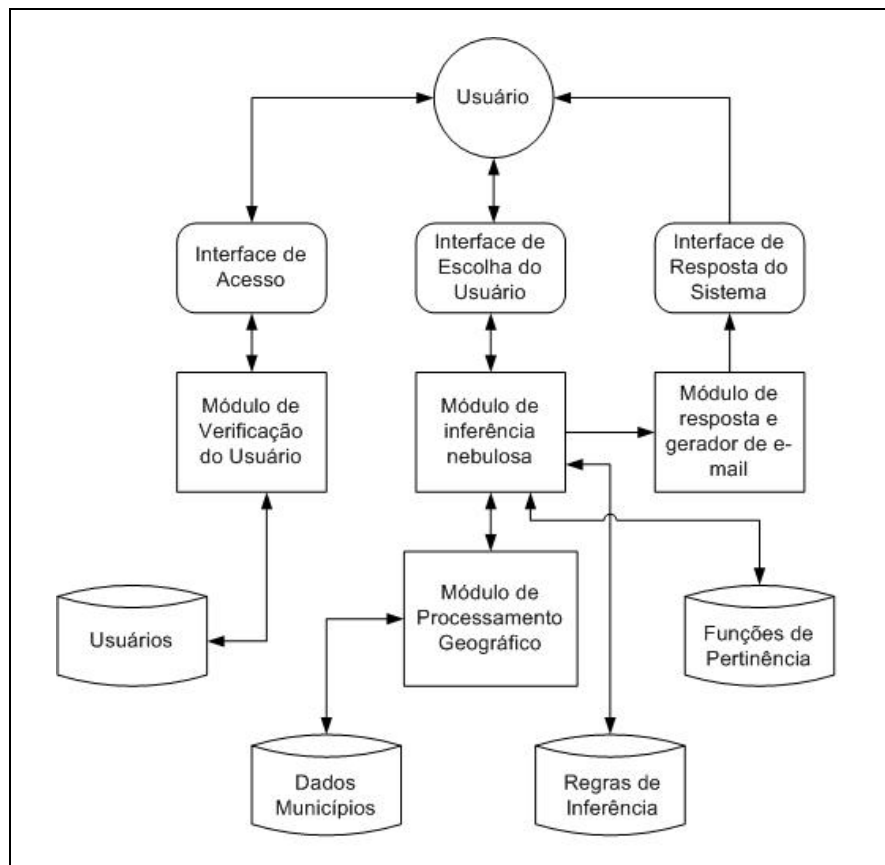 Usuário
Interface de
Acesso
Interface de
Escolha do
Usuário
Interface de
Resposta do
Sistema
Módulo de
Verificação
do Usuário
Módulo de
inferência
nebulosa
Módulo de
resposta e
gerador de e-
mail
Usuários
Módulo de
Processamento
Geográfico
Funções de
Pertinência
Dados
Municípios
Regras de
Inferência